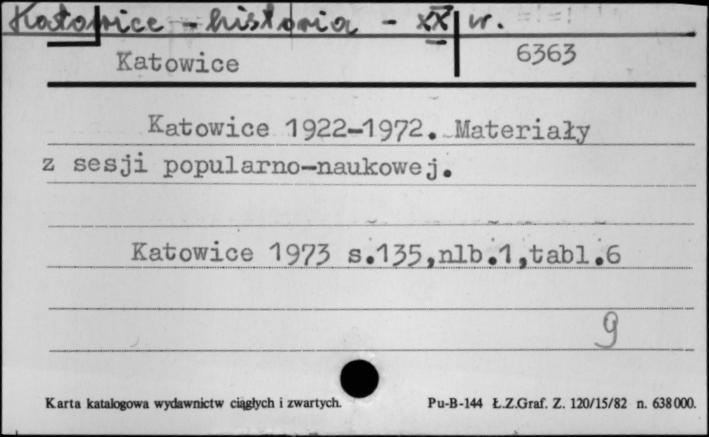 Katowice - historia - XX w.
Katowice 6363
Katowice 1922-1972. Materiały
z sesji popularno-naukowej.
Katowice 1973 s.135,nlb.1,tabl.6
g
Karta katalogowa wydawnictw ciągłych i zwartych. Pu-B-144 Ł.Z.Graf. Z. 120/15/82 n. 638000.